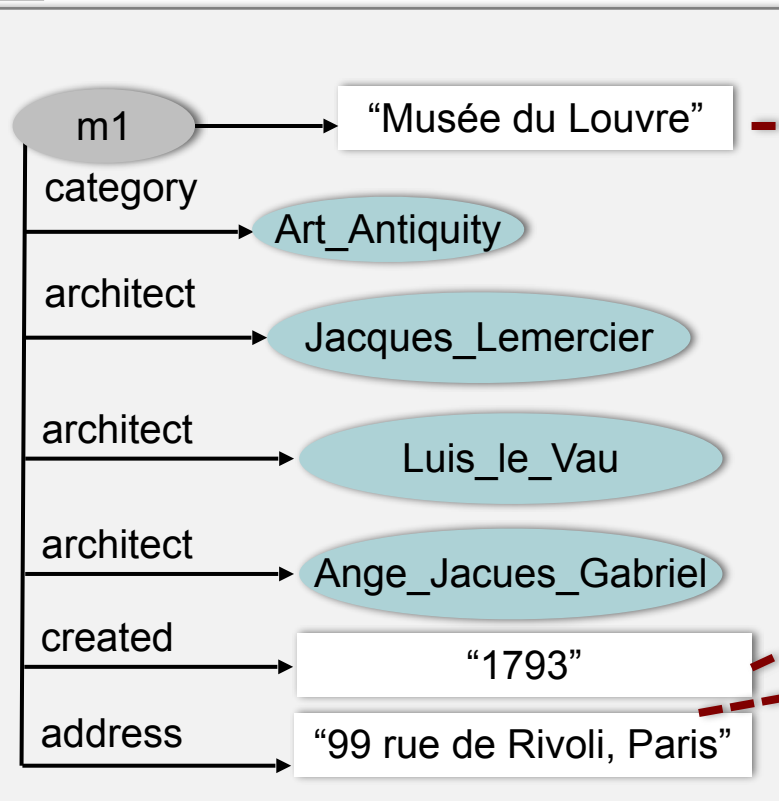 m1
“Musée du Louvre”
category
Art_Antiquity
architect
Jacques_Lemercier
architect
Luis_le_Vau
architect
Ange_Jacues_Gabriel
created
“1793”
address
“99 rue de Rivoli, Paris”